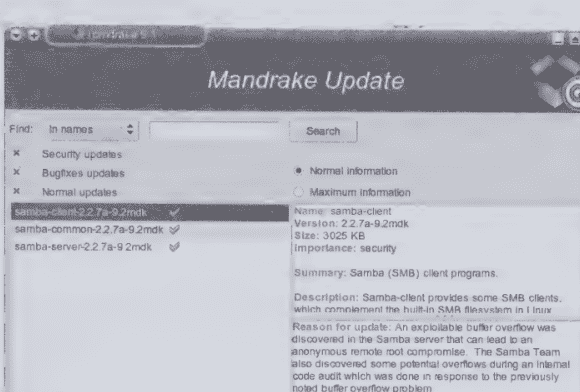 Mandrake Update
Find: In names Search
Security updates
Bugfixes updates
Normal updates
Normal information
Maximum information
samba-client-2.2.7a-9.2mdk
samba-common-2.2.7a-9.2mdk
samba-server-2.2.7a-9.2mdk
Name: samba-client
Version: 2.2.7a-9.2mdk
Size: 3025 KB
Importance: security
Summary: Samba (SMB) client programs.
Description: Samba-client provides some SMB clients,
which complement the built-in SMB filesystem in Linux
Reason for update: An exploitable buffer overflow was
discovered in the Samba server that can lead to an
anonymous remote root compromise. The Samba Team
also discovered some potential overflows during an internal
code audit which was done in response to the previously
noted buffer overflow problem